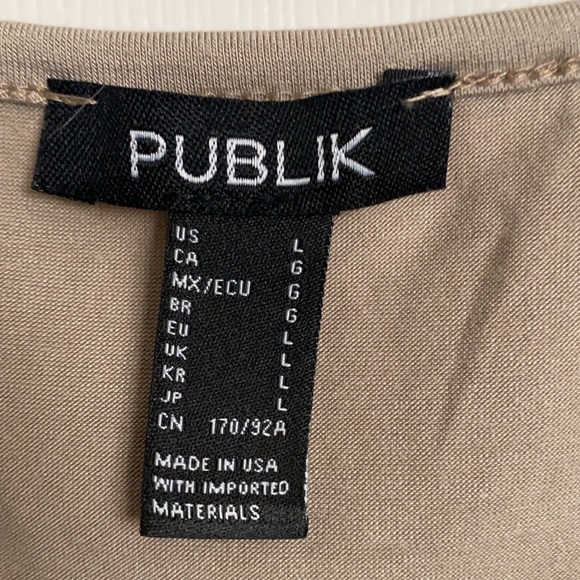 PUBLIK
US L
CA G
MX/ECU G
BR G
EU L
UK L
KR L
JP L
CN 170/92A
MADE IN USA
WITH IMPORTED
MATERIALS